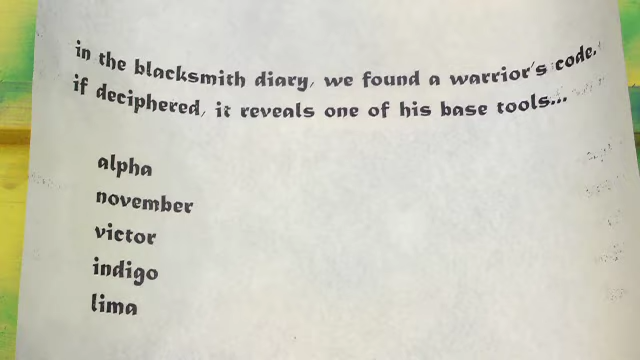 in the blacksmith diary, we found a warrior's code.
if deciphered, it reveals one of his base tools...
alpha
november
victor
indigo
lima